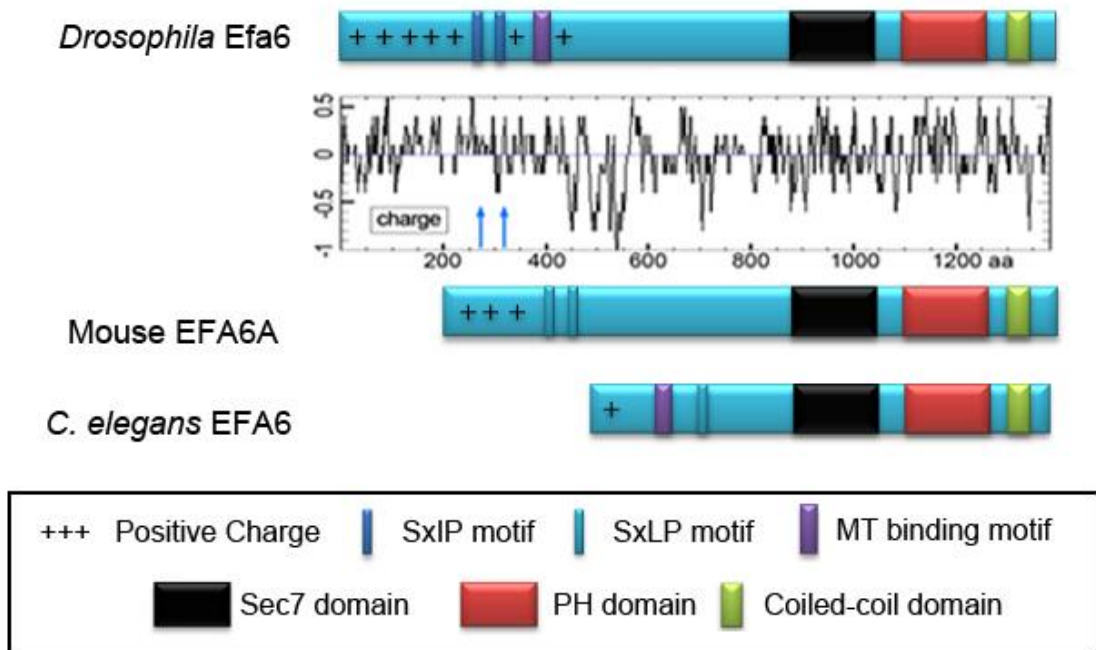 Drosophila Efa6
+ + + + + + +
0.5
0
-0.5
-1
charge
200 400 600 800 1000 1200 aa
Mouse EFA6A
+ + +
C. elegans EFA6
+
+++ Positive Charge SxIP motif SxLP motif MT binding motif
Sec7 domain PH domain Coiled-coil domain